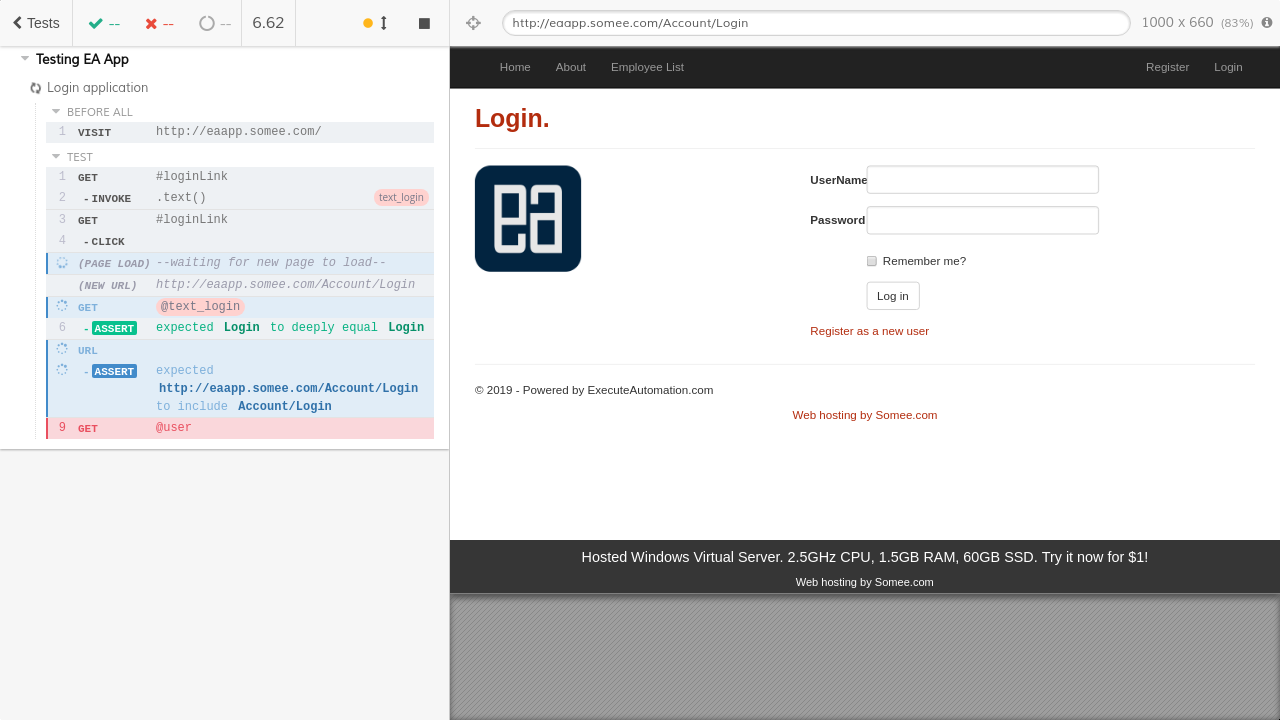 Tests
--
--
--
6.62
http://eaapp.somee.com/Account/Login
1000 x 660 (83%)
Testing EA App
Login application
BEFORE ALL
1 VISIT http://eaapp.somee.com/
TEST
1 GET #loginLink
2 - INVOKE .text() text_login
3 GET #loginLink
4 - CLICK
(PAGE LOAD) --waiting for new page to load--
(NEW URL) http://eaapp.somee.com/Account/Login
GET @text_login
6 - ASSERT expected Login to deeply equal Login
URL
- ASSERT expected
http://eaapp.somee.com/Account/Login
to include Account/Login
9 GET @user
Home About Employee List Register Login
Login.
ea
UserName
Password
Remember me?
Log in
Register as a new user
© 2019 - Powered by ExecuteAutomation.com
Web hosting by Somee.com
Hosted Windows Virtual Server. 2.5GHz CPU, 1.5GB RAM, 60GB SSD. Try it now for $1!
Web hosting by Somee.com